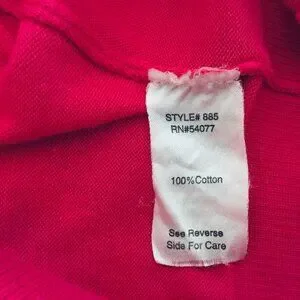 STYLE# 885
RN#54077
100%Cotton
See Reverse
Side For Care